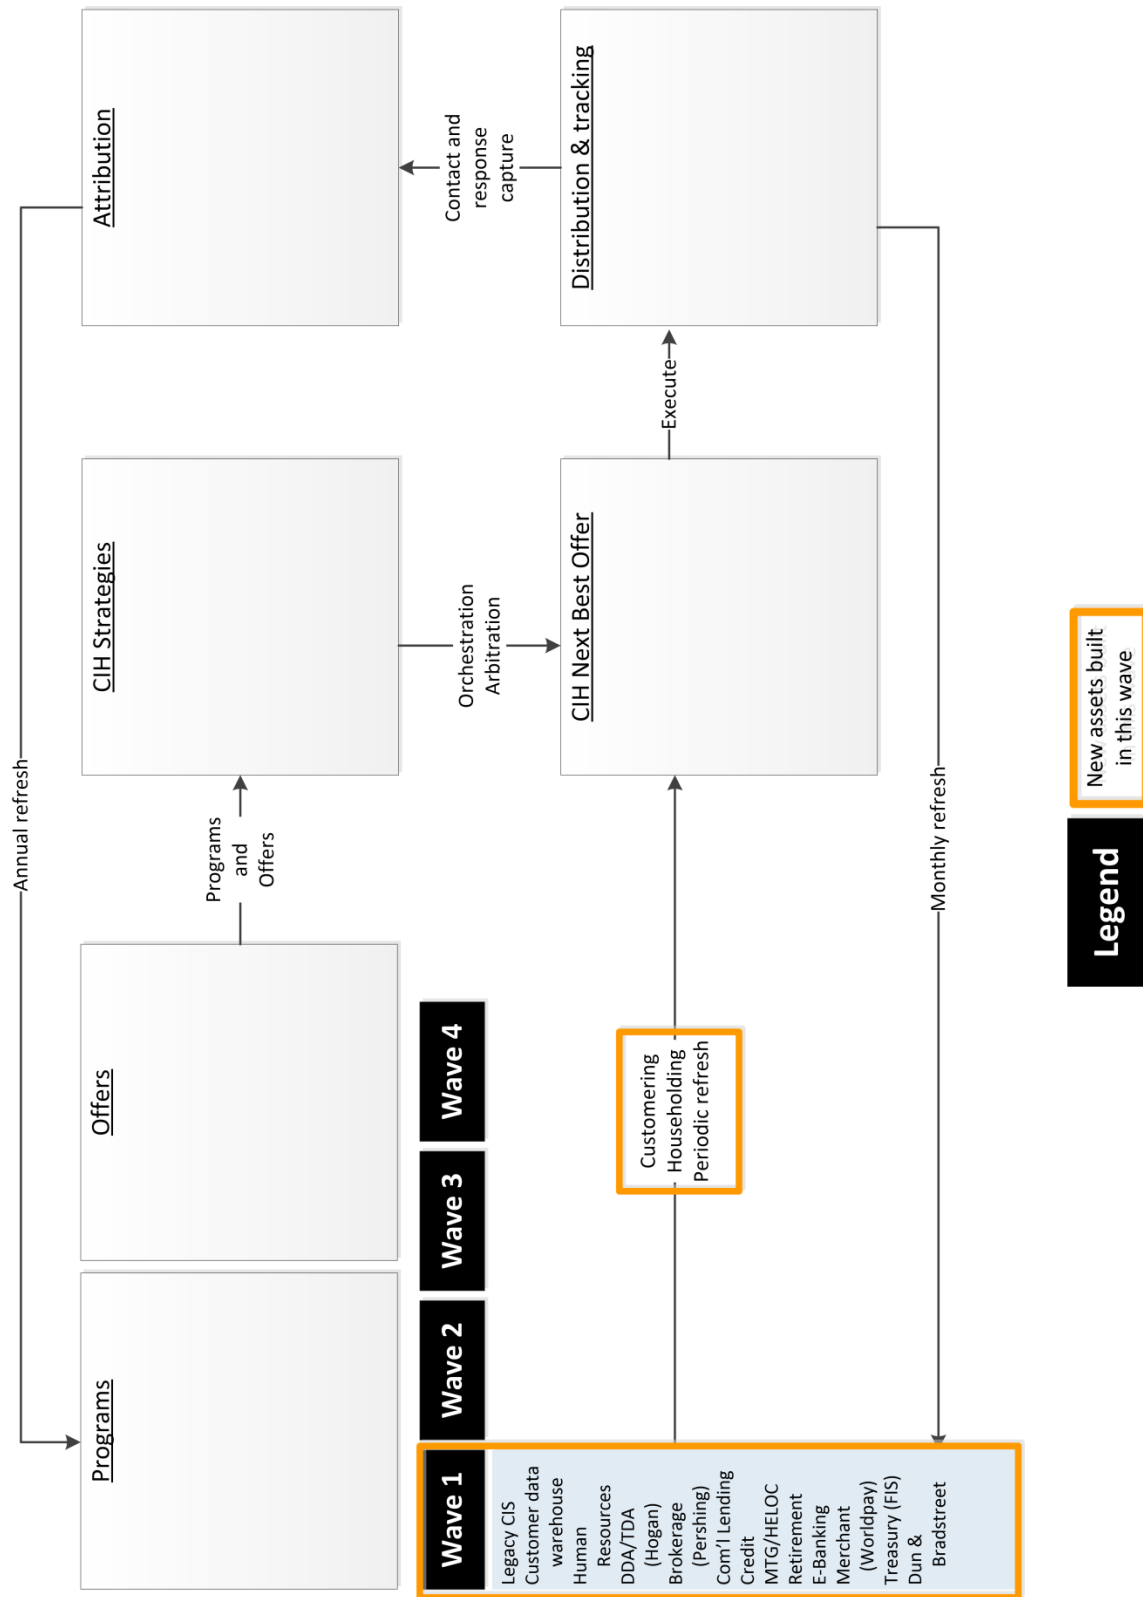 Annual refresh
Programs
Offers
Programs
and
Offers
CIH Strategies
Attribution
Wave 1
Wave 2
Wave 3
Wave 4
Orchestration
Arbitration
Contact and
response
capture
Legacy CIS
Customer data
warehouse
Human
Resources
DDA/TDA
(Hogan)
Brokerage
(Pershing)
Com'l Lending
Credit
MTG/HELOC
Retirement
E-Banking
Merchant
(Worldpay)
Treasury (FIS)
Dun &
Bradstreet
Customering
Householding
Periodic refresh
CIH Next Best Offer
Execute
Distribution & tracking
Monthly refresh
Legend
New assets built
in this wave